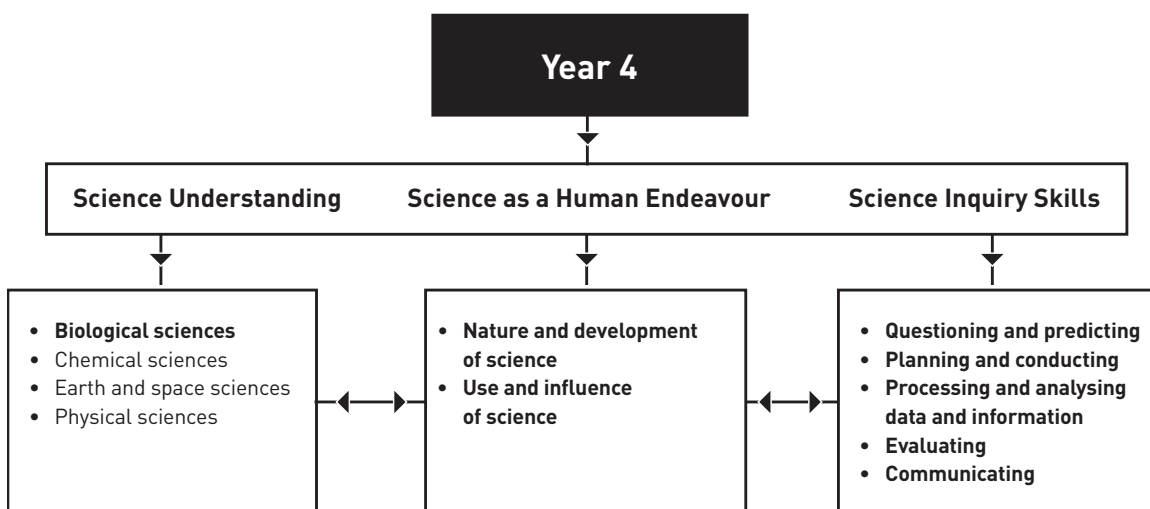 Year 4
Science Understanding
Science as a Human Endeavour
Science Inquiry Skills
• Biological sciences
• Chemical sciences
• Earth and space sciences
• Physical sciences
• Nature and development
of science
• Use and influence
of science
• Questioning and predicting
• Planning and conducting
• Processing and analysing
data and information
• Evaluating
• Communicating